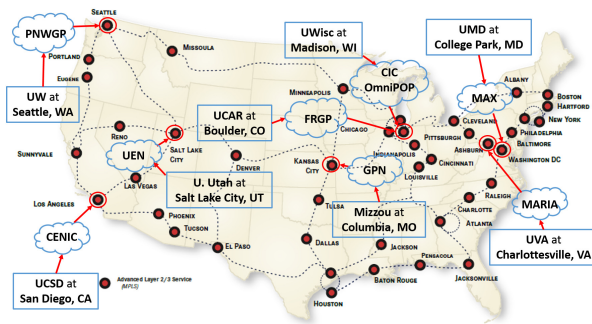 SEATTLE
PNWGP
PORTLAND
EUGENE
MISSOULA
UW at
Seattle, WA
SUNNYVALE
RENO
SALT LAKE
CITY
UEN
LAS VEGAS
U. Utah at
Salt Lake City, UT
LOS ANGELES
CENIC
UCSD at
San Diego, CA
PHOENIX
TUCSON
EL PASO
Advanced Layer 2/3 Service
(MPLS)
UWisc at
Madison, WI
CIC
OmniPOP
MINNEAPOLIS
UCAR at
Boulder, CO
FRGP
CHICAGO
DENVER
KANSAS
CITY
GPN
Mizzou at
Columbia, MO
INDIANAPOLIS
LOUISVILLE
CINCINNATI
TULSA
DALLAS
HOUSTON
JACKSON
BATON ROUGE
PENSACOLA
JACKSONVILLE
ATLANTA
CHARLOTTE
RALEIGH
UMD at
College Park, MD
MAX
ALBANY
BOSTON
HARTFORD
NEW YORK
CLEVELAND
PITTSBURGH
PHILADELPHIA
BALTIMORE
ASHBURN
WASHINGTON DC
MARIA
UVA at
Charlottesville, VA